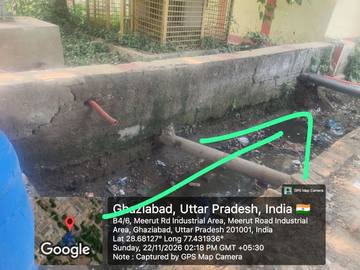 GPS Map Camera
Ghaziabad, Uttar Pradesh, India 🇮🇳
B4/6, Meerut Rd Industrial Area, Meerut Road Industrial
Area, Ghaziabad, Uttar Pradesh 201001, India
Lat 28.68127° Long 77.431936°
Sunday, 22/11/2026 02:18 PM GMT +05:30
Note : Captured by GPS Map Camera
Google